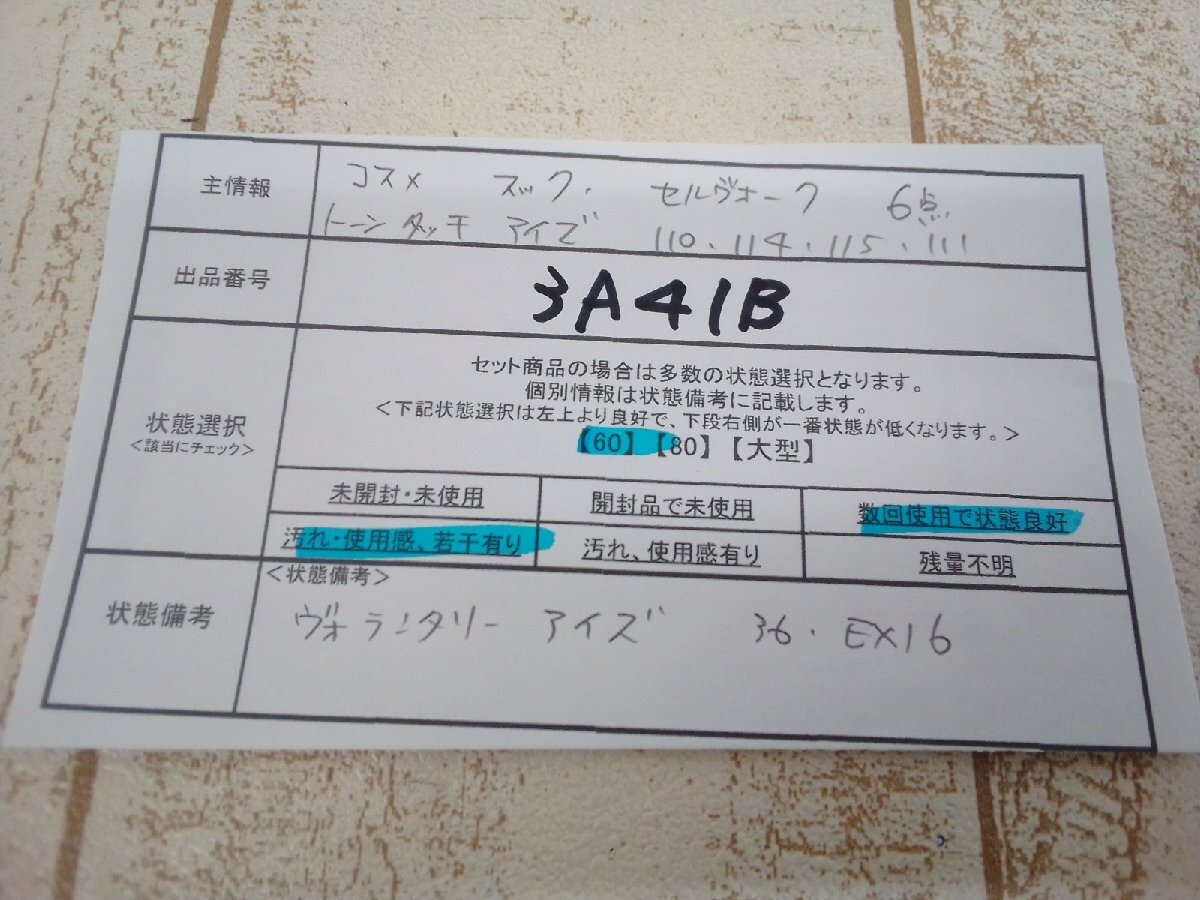 主情報
コスメ スック. セルヴォーク 6点
トーン タッチ アイズ 110.114.115.111
出品番号
3A41B
状態選択
<該当にチェック>
セット商品の場合は多数の状態選択となります。
個別情報は状態備考に記載します。
<下記状態選択は左上より良好で、下段右側が一番状態が低くなります。>
【60】【80】【大型】
未開封・未使用 開封品で未使用 数回使用で状態良好
汚れ・使用感、若干有り 汚れ、使用感有り 残量不明
状態備考
<状態備考>
ヴォランタリー アイズ 36. EX16